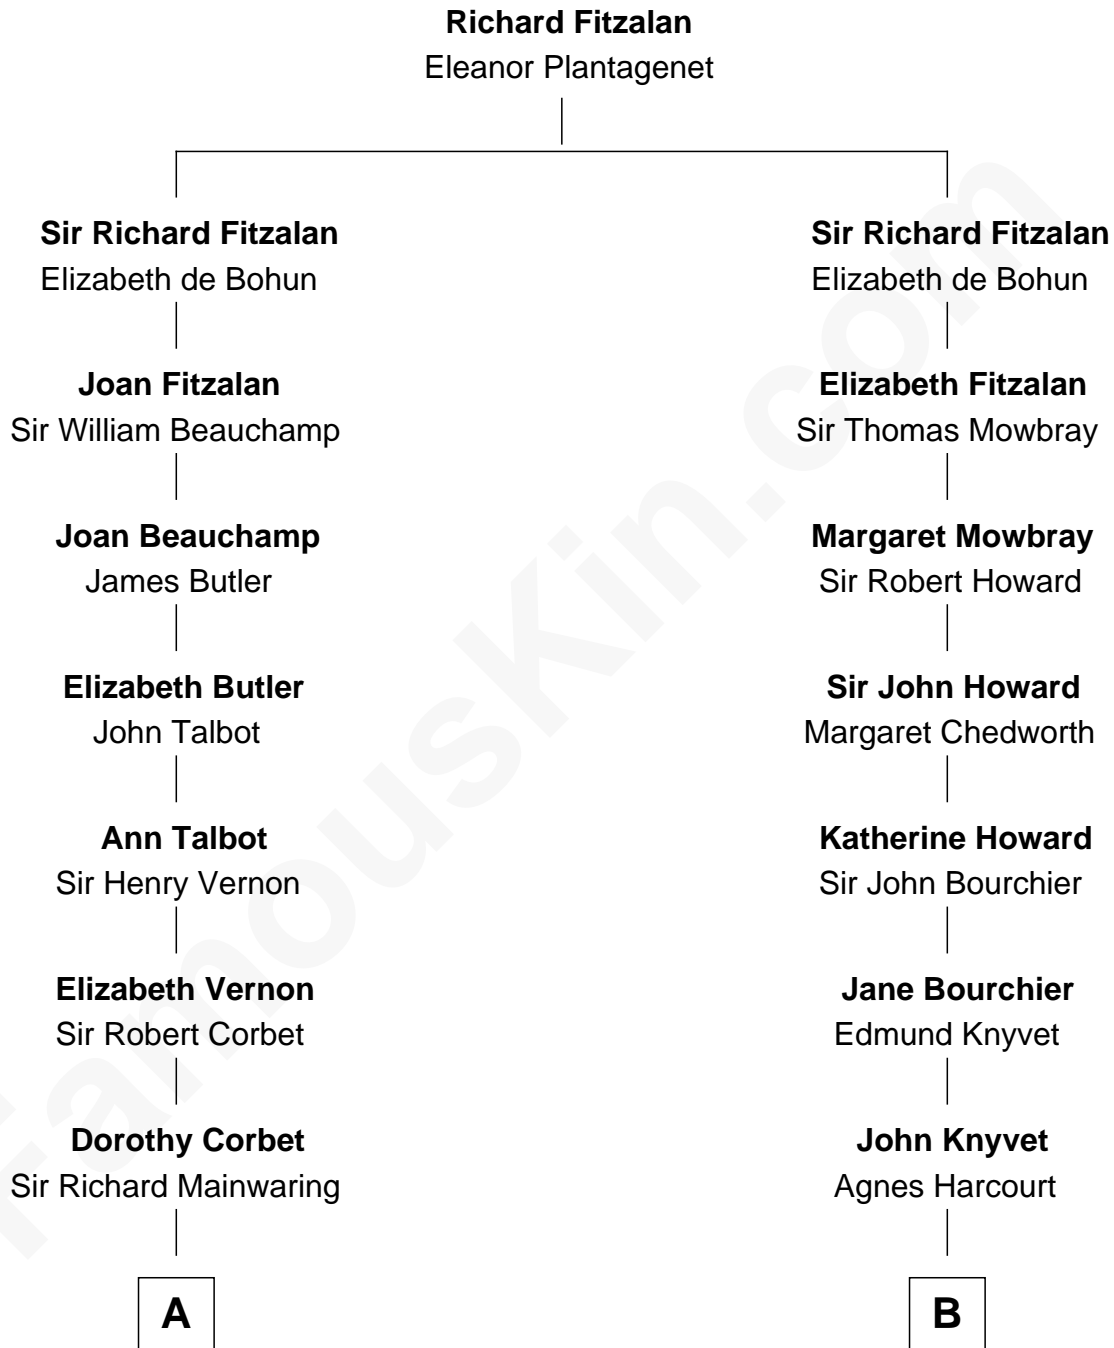 Richard Fitzalan
Eleanor Plantagenet
Sir Richard Fitzalan
Elizabeth de Bohun
Sir Richard Fitzalan
Elizabeth de Bohun
Joan Fitzalan
Sir William Beauchamp
Elizabeth Fitzalan
Sir Thomas Mowbray
Joan Beauchamp
James Butler
Margaret Mowbray
Sir Robert Howard
Elizabeth Butler
John Talbot
Sir John Howard
Margaret Chedworth
Ann Talbot
Sir Henry Vernon
Katherine Howard
Sir John Bourchier
Elizabeth Vernon
Sir Robert Corbet
Jane Bourchier
Edmund Knyvet
Dorothy Corbet
Sir Richard Mainwaring
John Knyvet
Agnes Harcourt
A
B
FamousKin.com